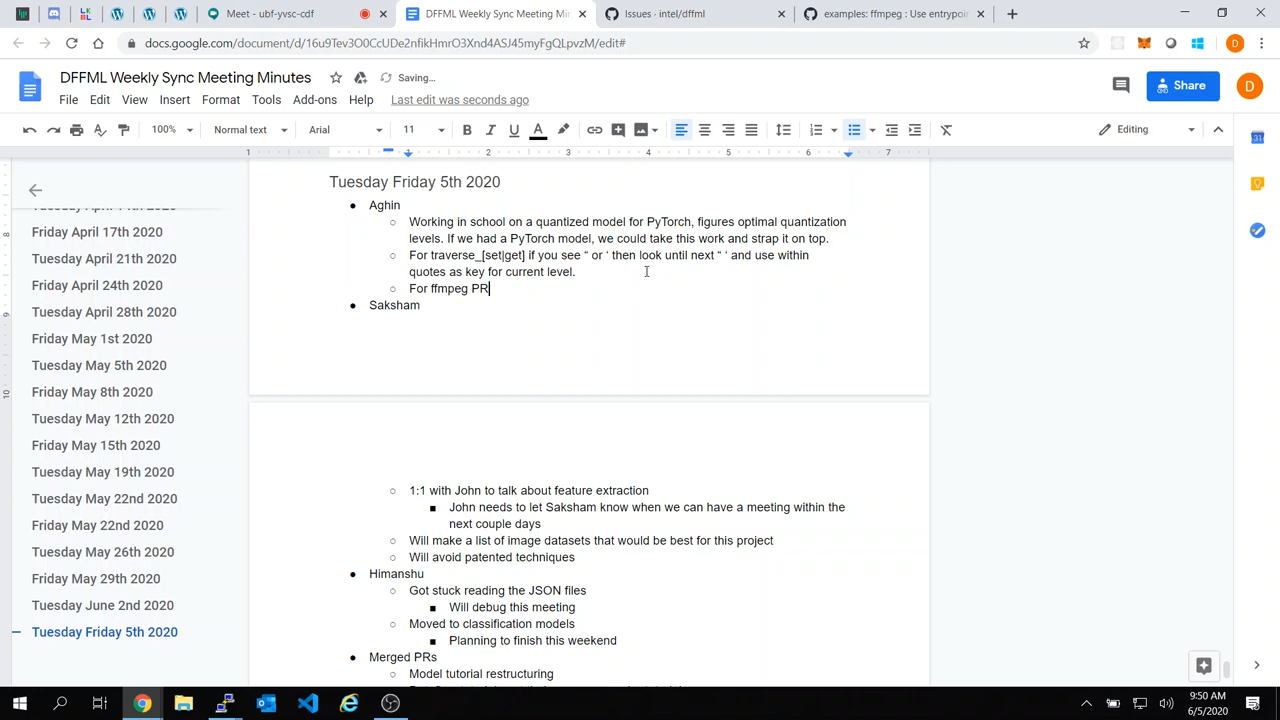 Meet - ubf-yvsc-cdf
DFFML Weekly Sync Meeting Min
Issues · intel/dffml
examples: ffmpeg : Use entrypoi
docs.google.com/document/d/16u9Tev3O0CcUDe2nfikHmrO3Xnd4ASJ45myFgQLpvzM/edit#
D
DFFML Weekly Sync Meeting Minutes
Saving…
Share
D
File Edit View Insert Format Tools Add-ons Help Last edit was seconds ago
100% Normal text Arial 11 B I U A Editing
1 1 2 3 4 5 6 7
Friday April 17th 2020
Tuesday April 21th 2020
Friday April 24th 2020
Tuesday April 28th 2020
Friday May 1st 2020
Tuesday May 5th 2020
Friday May 8th 2020
Tuesday May 12th 2020
Friday May 15th 2020
Tuesday May 19th 2020
Tuesday May 22nd 2020
Friday May 22nd 2020
Tuesday May 26th 2020
Friday May 29th 2020
Tuesday June 2nd 2020
Tuesday Friday 5th 2020
Tuesday Friday 5th 2020
● Aghin
○ Working in school on a quantized model for PyTorch, figures optimal quantization
levels. If we had a PyTorch model, we could take this work and strap it on top.
○ For traverse_[set|get] if you see “ or ‘ then look until next “ ‘ and use within
quotes as key for current level.
○ For ffmpeg PR
● Saksham
○ 1:1 with John to talk about feature extraction
■ John needs to let Saksham know when we can have a meeting within the
next couple days
○ Will make a list of image datasets that would be best for this project
○ Will avoid patented techniques
● Himanshu
○ Got stuck reading the JSON files
■ Will debug this meeting
○ Moved to classification models
■ Planning to finish this weekend
● Merged PRs
○ Model tutorial restructuring
9:50 AM
6/5/2020